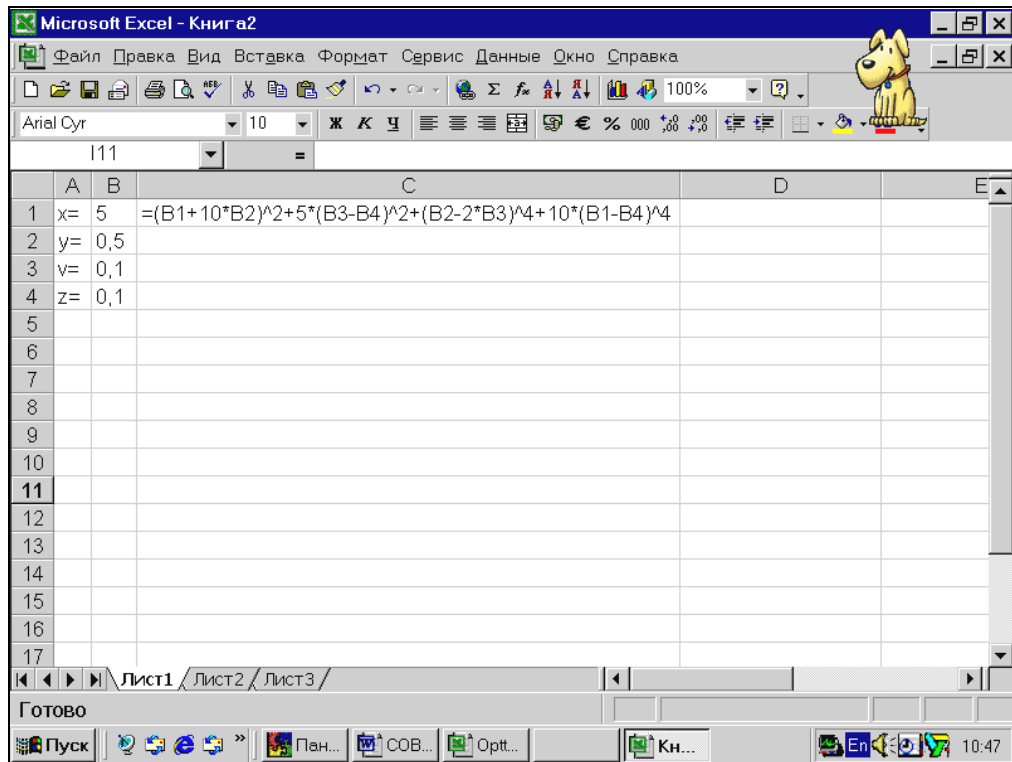 Microsoft Excel - Книга2
Файл Правка Вид Вставка Формат Сервис Данные Окно Справка
100%
Arial Cyr 10 Ж К Ч € % 000
I11 =
A B C D E
1 x= 5 =(B1+10*B2)^2+5*(B3-B4)^2+(B2-2*B3)^4+10*(B1-B4)^4
2 y= 0,5
3 v= 0,1
4 z= 0,1
5
6
7
8
9
10
11
12
13
14
15
16
17
Лист1 Лист2 Лист3
Готово
Пуск » Пан... СОВ... Optt... Кн... En 10:47